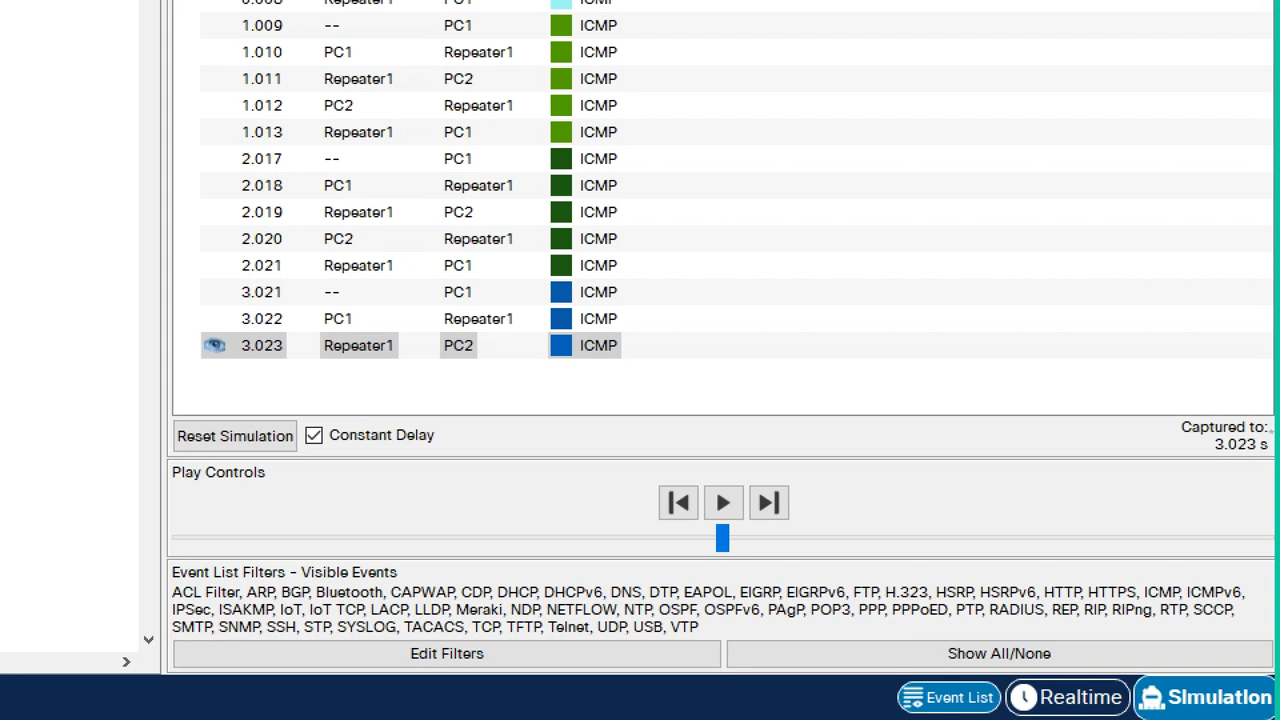 0.008 Repeater1 PC1 ICMP
1.009 -- PC1 ICMP
1.010 PC1 Repeater1 ICMP
1.011 Repeater1 PC2 ICMP
1.012 PC2 Repeater1 ICMP
1.013 Repeater1 PC1 ICMP
2.017 -- PC1 ICMP
2.018 PC1 Repeater1 ICMP
2.019 Repeater1 PC2 ICMP
2.020 PC2 Repeater1 ICMP
2.021 Repeater1 PC1 ICMP
3.021 -- PC1 ICMP
3.022 PC1 Repeater1 ICMP
3.023 Repeater1 PC2 ICMP
Reset Simulation Constant Delay Captured to:
3.023 s
Play Controls
Event List Filters - Visible Events
ACL Filter, ARP, BGP, Bluetooth, CAPWAP, CDP, DHCP, DHCPv6, DNS, DTP, EAPOL, EIGRP, EIGRPv6, FTP, H.323, HSRP, HSRPv6, HTTP, HTTPS, ICMP, ICMPv6,
IPSec, ISAKMP, IoT, IoT TCP, LACP, LLDP, Meraki, NDP, NETFLOW, NTP, OSPF, OSPFv6, PAgP, POP3, PPP, PPPoED, PTP, RADIUS, REP, RIP, RIPng, RTP, SCCP,
SMTP, SNMP, SSH, STP, SYSLOG, TACACS, TCP, TFTP, Telnet, UDP, USB, VTP
Edit Filters Show All/None
Event List Realtime Simulation